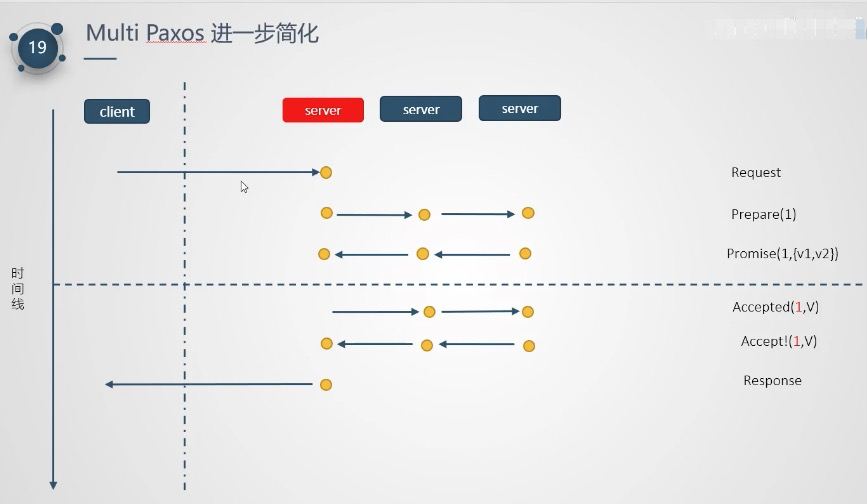 19
Multi Paxos 进一步简化
client
server
server
server
Request
Prepare(1)
Promise(1,{v1,v2})
时间线
Accepted(1,V)
Accept!(1,V)
Response